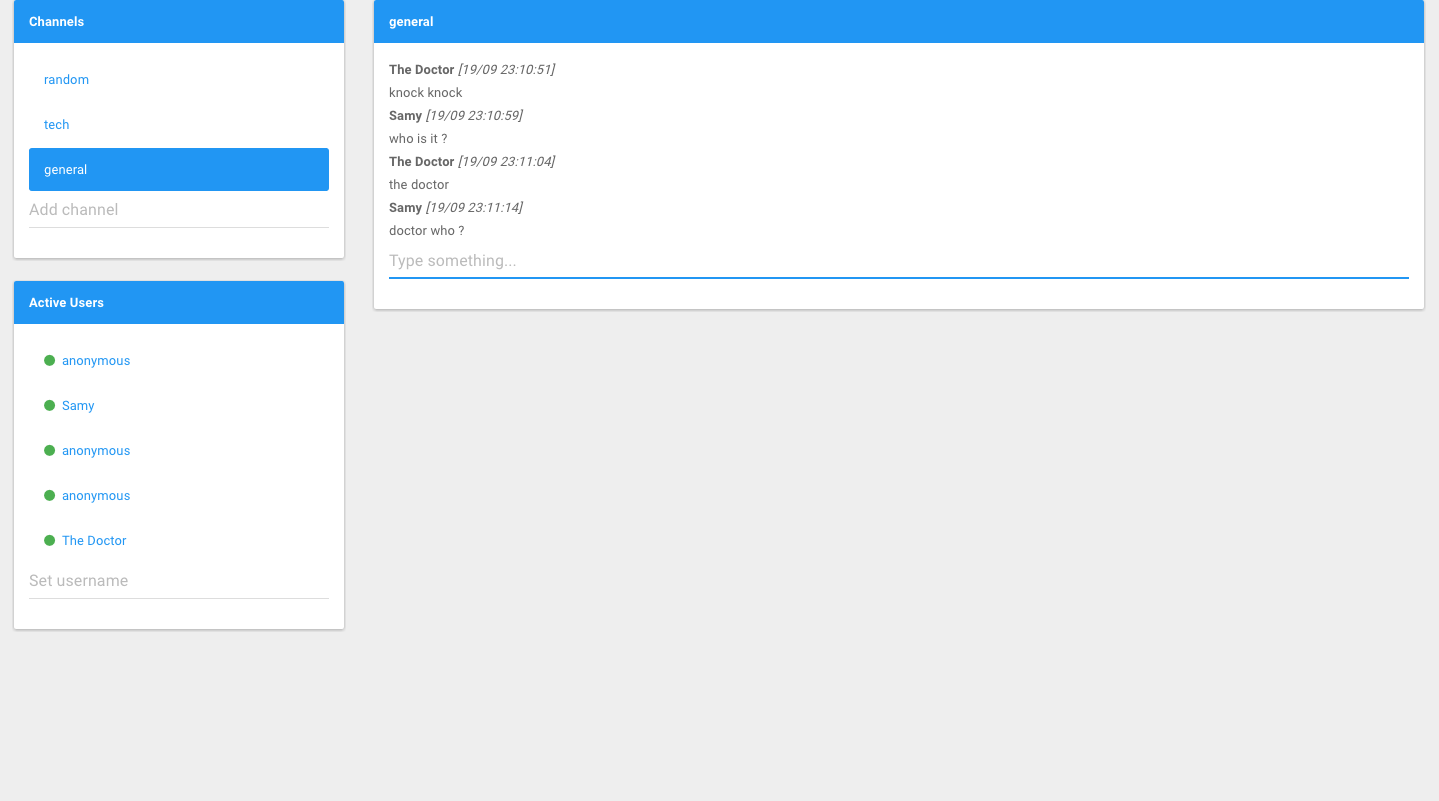 Channels
random
tech
general
Add channel
Active Users
anonymous
Samy
anonymous
anonymous
The Doctor
Set username
general
The Doctor [19/09 23:10:51]
knock knock
Samy [19/09 23:10:59]
who is it ?
The Doctor [19/09 23:11:04]
the doctor
Samy [19/09 23:11:14]
doctor who ?
Type something...